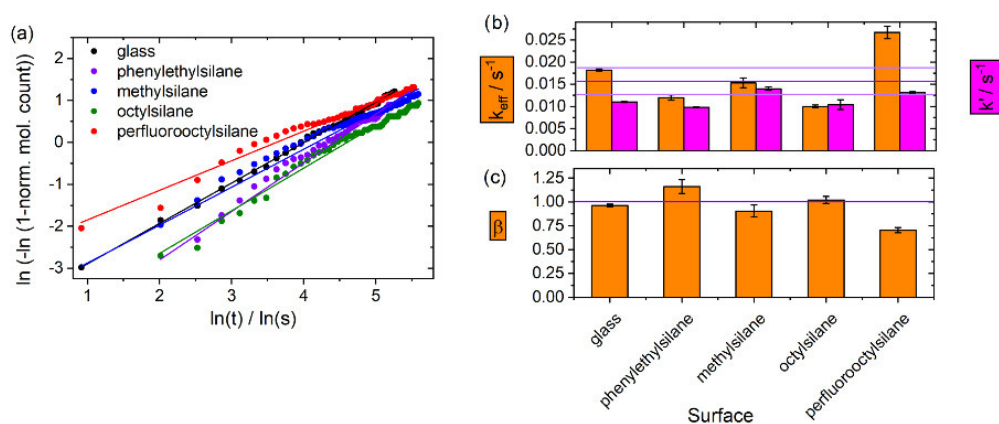 (a)
ln (-ln (1-norm. mol. count))
2
1
0
-1
-2
-3
glass
phenylethylsilane
methylsilane
octylsilane
perfluorooctylsilane
1 2 3 4 5
ln(t) / ln(s)
(b)
k_eff / s⁻¹
0.025
0.020
0.015
0.010
0.005
0.000
k' / s⁻¹
(c)
β
1.25
1.00
0.75
0.50
0.25
0.00
glass
phenylethylsilane
methylsilane
octylsilane
perfluorooctylsilane
Surface